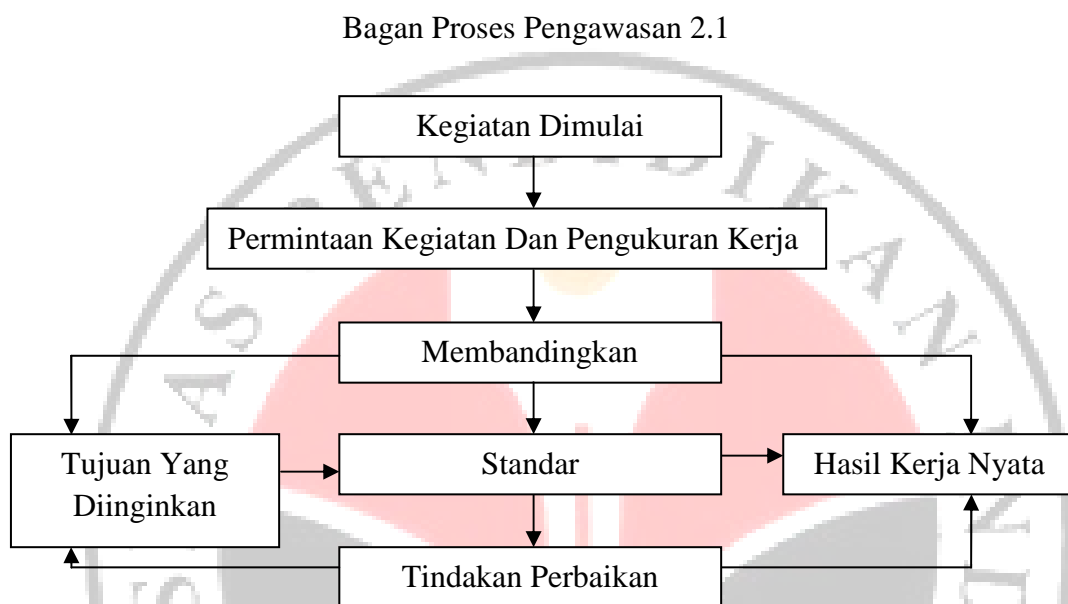 Bagan Proses Pengawasan 2.1
Kegiatan Dimulai
Permintaan Kegiatan Dan Pengukuran Kerja
Membandingkan
Tujuan Yang
Diinginkan
Standar
Hasil Kerja Nyata
Tindakan Perbaikan